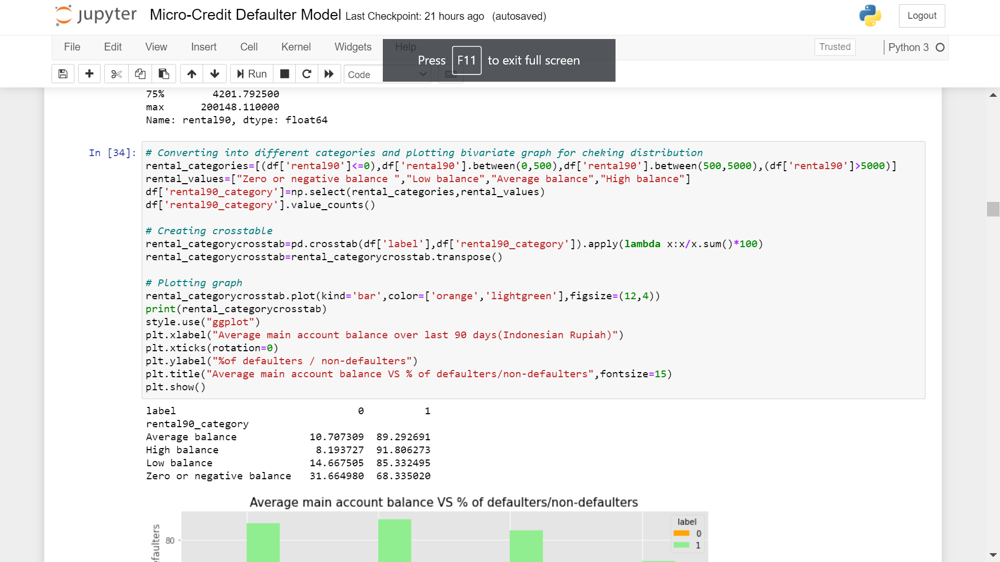 jupyter Micro-Credit Defaulter Model Last Checkpoint: 21 hours ago (autosaved) Logout
File Edit View Insert Cell Kernel Widgets Help Trusted Python 3
Press F11 to exit full screen
Run Code
75% 4201.792500
max 200148.110000
Name: rental90, dtype: float64
In [34]:
# Converting into different categories and plotting bivariate graph for cheking distribution
rental_categories=[(df['rental90']<=0),df['rental90'].between(0,500),df['rental90'].between(500,5000),(df['rental90']>5000)]
rental_values=["Zero or negative balance ","Low balance","Average balance","High balance"]
df['rental90_category']=np.select(rental_categories,rental_values)
df['rental90_category'].value_counts()
# Creating crosstable
rental_categorycrosstab=pd.crosstab(df['label'],df['rental90_category']).apply(lambda x:x/x.sum()*100)
rental_categorycrosstab=rental_categorycrosstab.transpose()
# Plotting graph
rental_categorycrosstab.plot(kind='bar',color=['orange','lightgreen'],figsize=(12,4))
print(rental_categorycrosstab)
style.use("ggplot")
plt.xlabel("Average main account balance over last 90 days(Indonesian Rupiah)")
plt.xticks(rotation=0)
plt.ylabel("%of defaulters / non-defaulters")
plt.title("Average main account balance VS % of defaulters/non-defaulters",fontsize=15)
plt.show()
label 0 1
rental90_category
Average balance 10.707309 89.292691
High balance 8.193727 91.806273
Low balance 14.667505 85.332495
Zero or negative balance 31.664980 68.335020
Average main account balance VS % of defaulters/non-defaulters
label
0
1
80
efaulters